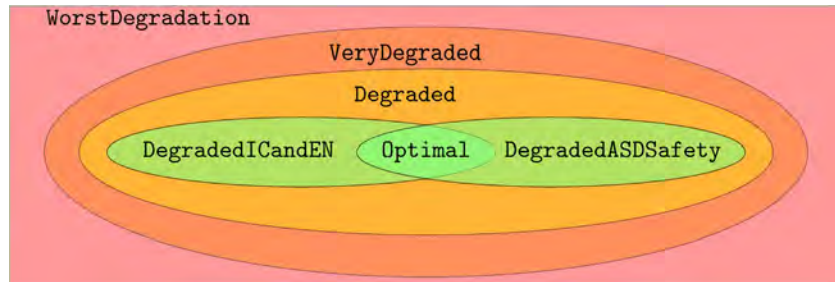 WorstDegradation
VeryDegraded
Degraded
DegradedICandEN
Optimal
DegradedASDSafety